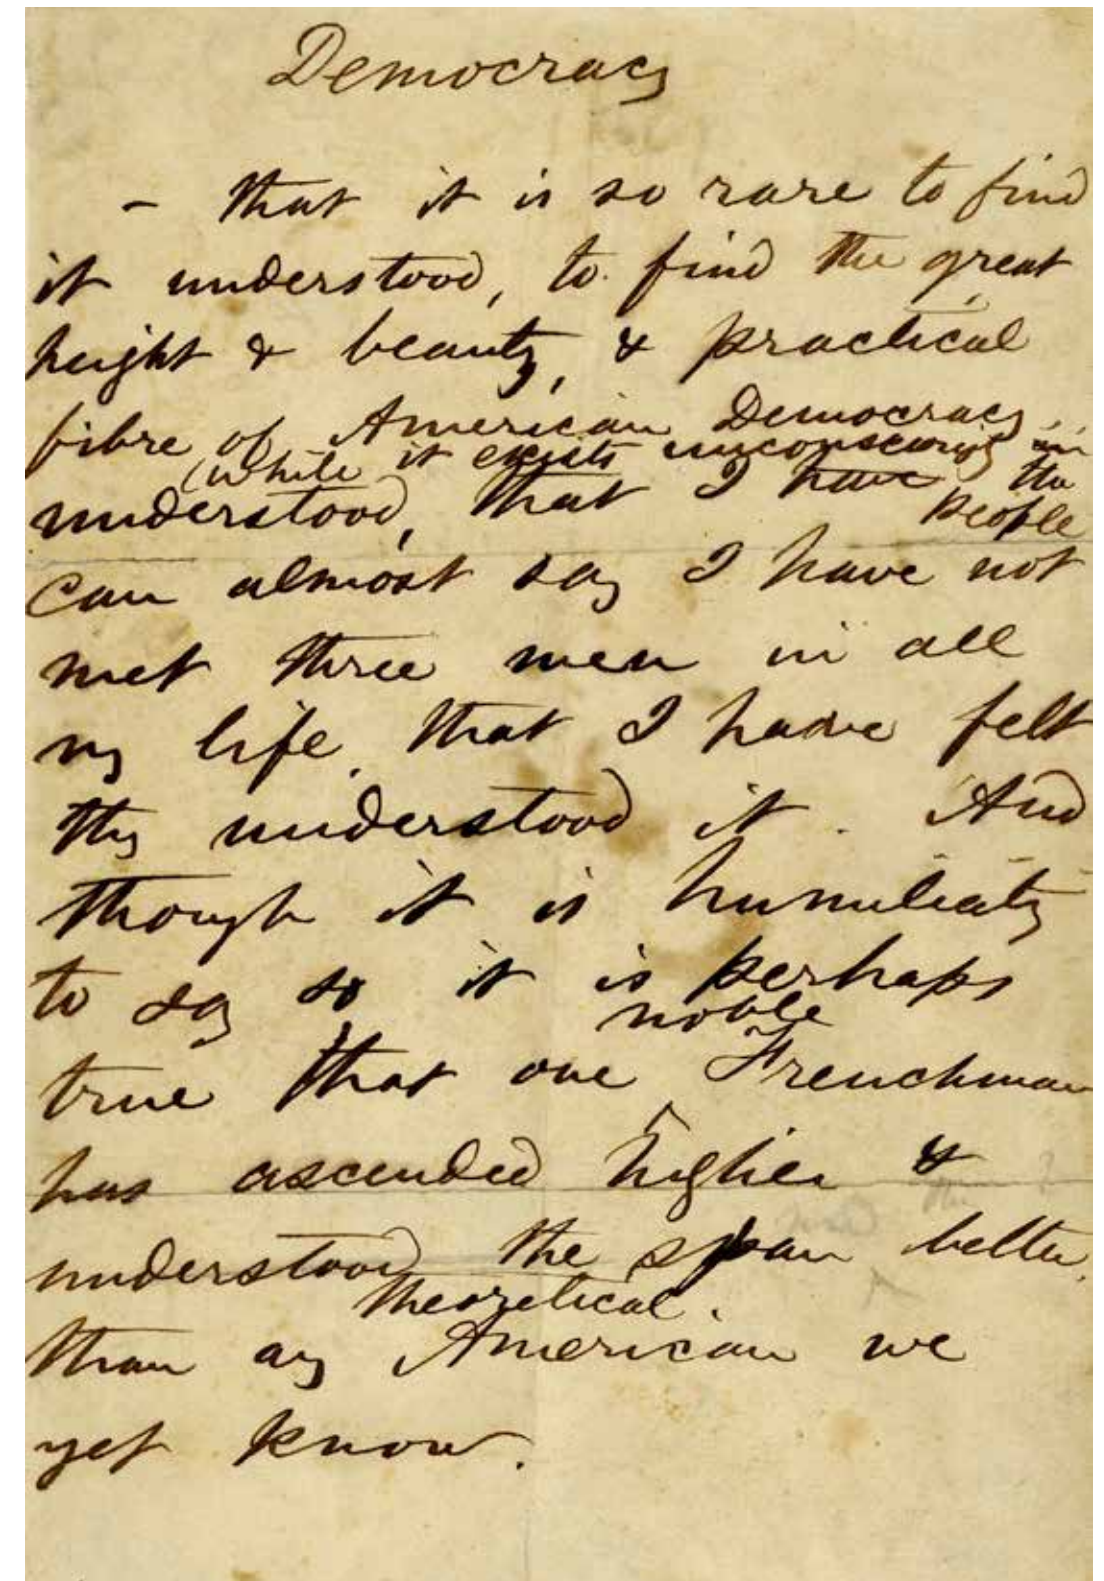 Democracy
– that it is so rare to find
it understood, to find the great
height & beauty, & practical
fibre of American Democracy
(while it exists unconsciously in
understood, that I have the
people
can almost say I have not
met three men in all
my life, that I have felt
they understood it. And
though it is humiliating
to say so it is perhaps
noble
true that one Frenchman
has ascended higher &
understood the span better,
theoretical.
than any American we
yet know.